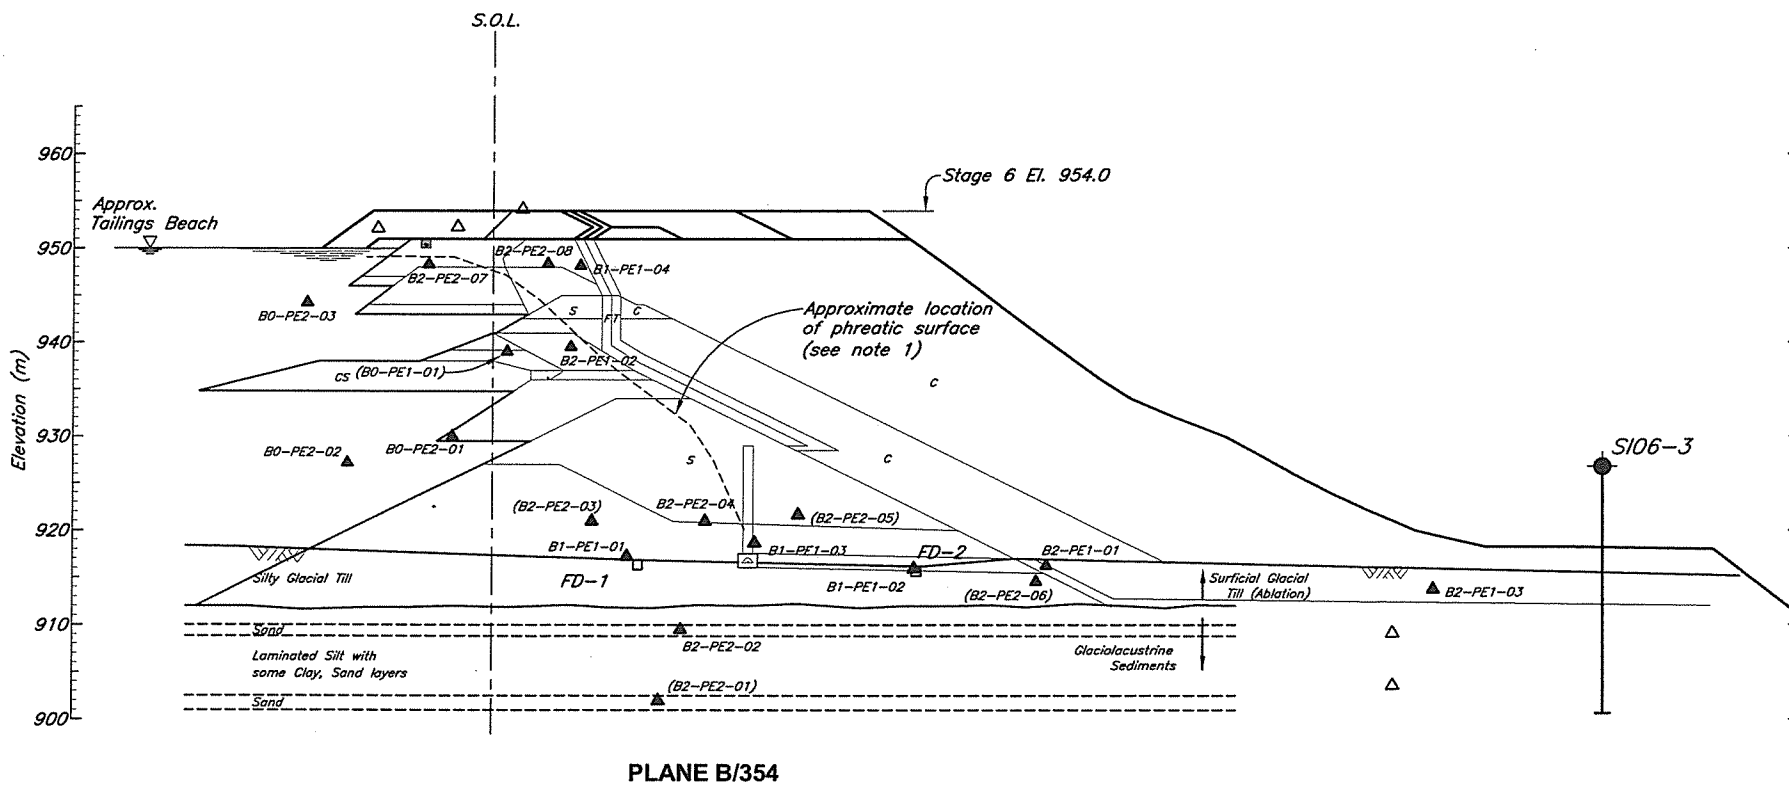 S.O.L.
960
Stage 6 El. 954.0
Approx.
Tailings Beach
950
B2-PE2-08
B1-PE1-04
B2-PE2-07
B0-PE2-03
s
c
FT
Approximate location
of phreatic surface
(see note 1)
940
B2-PE1-02
cs (B0-PE1-01)
c
Elevation (m)
930
B0-PE2-02
B0-PE2-01
s
c
SI06-3
920
(B2-PE2-03)
B2-PE2-04
(B2-PE2-05)
B1-PE1-01
B1-PE1-03
FD-2
B2-PE1-01
Silty Glacial Till
FD-1
B1-PE1-02
(B2-PE2-06)
Surficial Glacial
Till (Ablation)
B2-PE1-03
910
Sand
B2-PE2-02
Laminated Silt with
some Clay, Sand layers
Glaciolacustrine
Sediments
(B2-PE2-01)
Sand
900
PLANE B/354